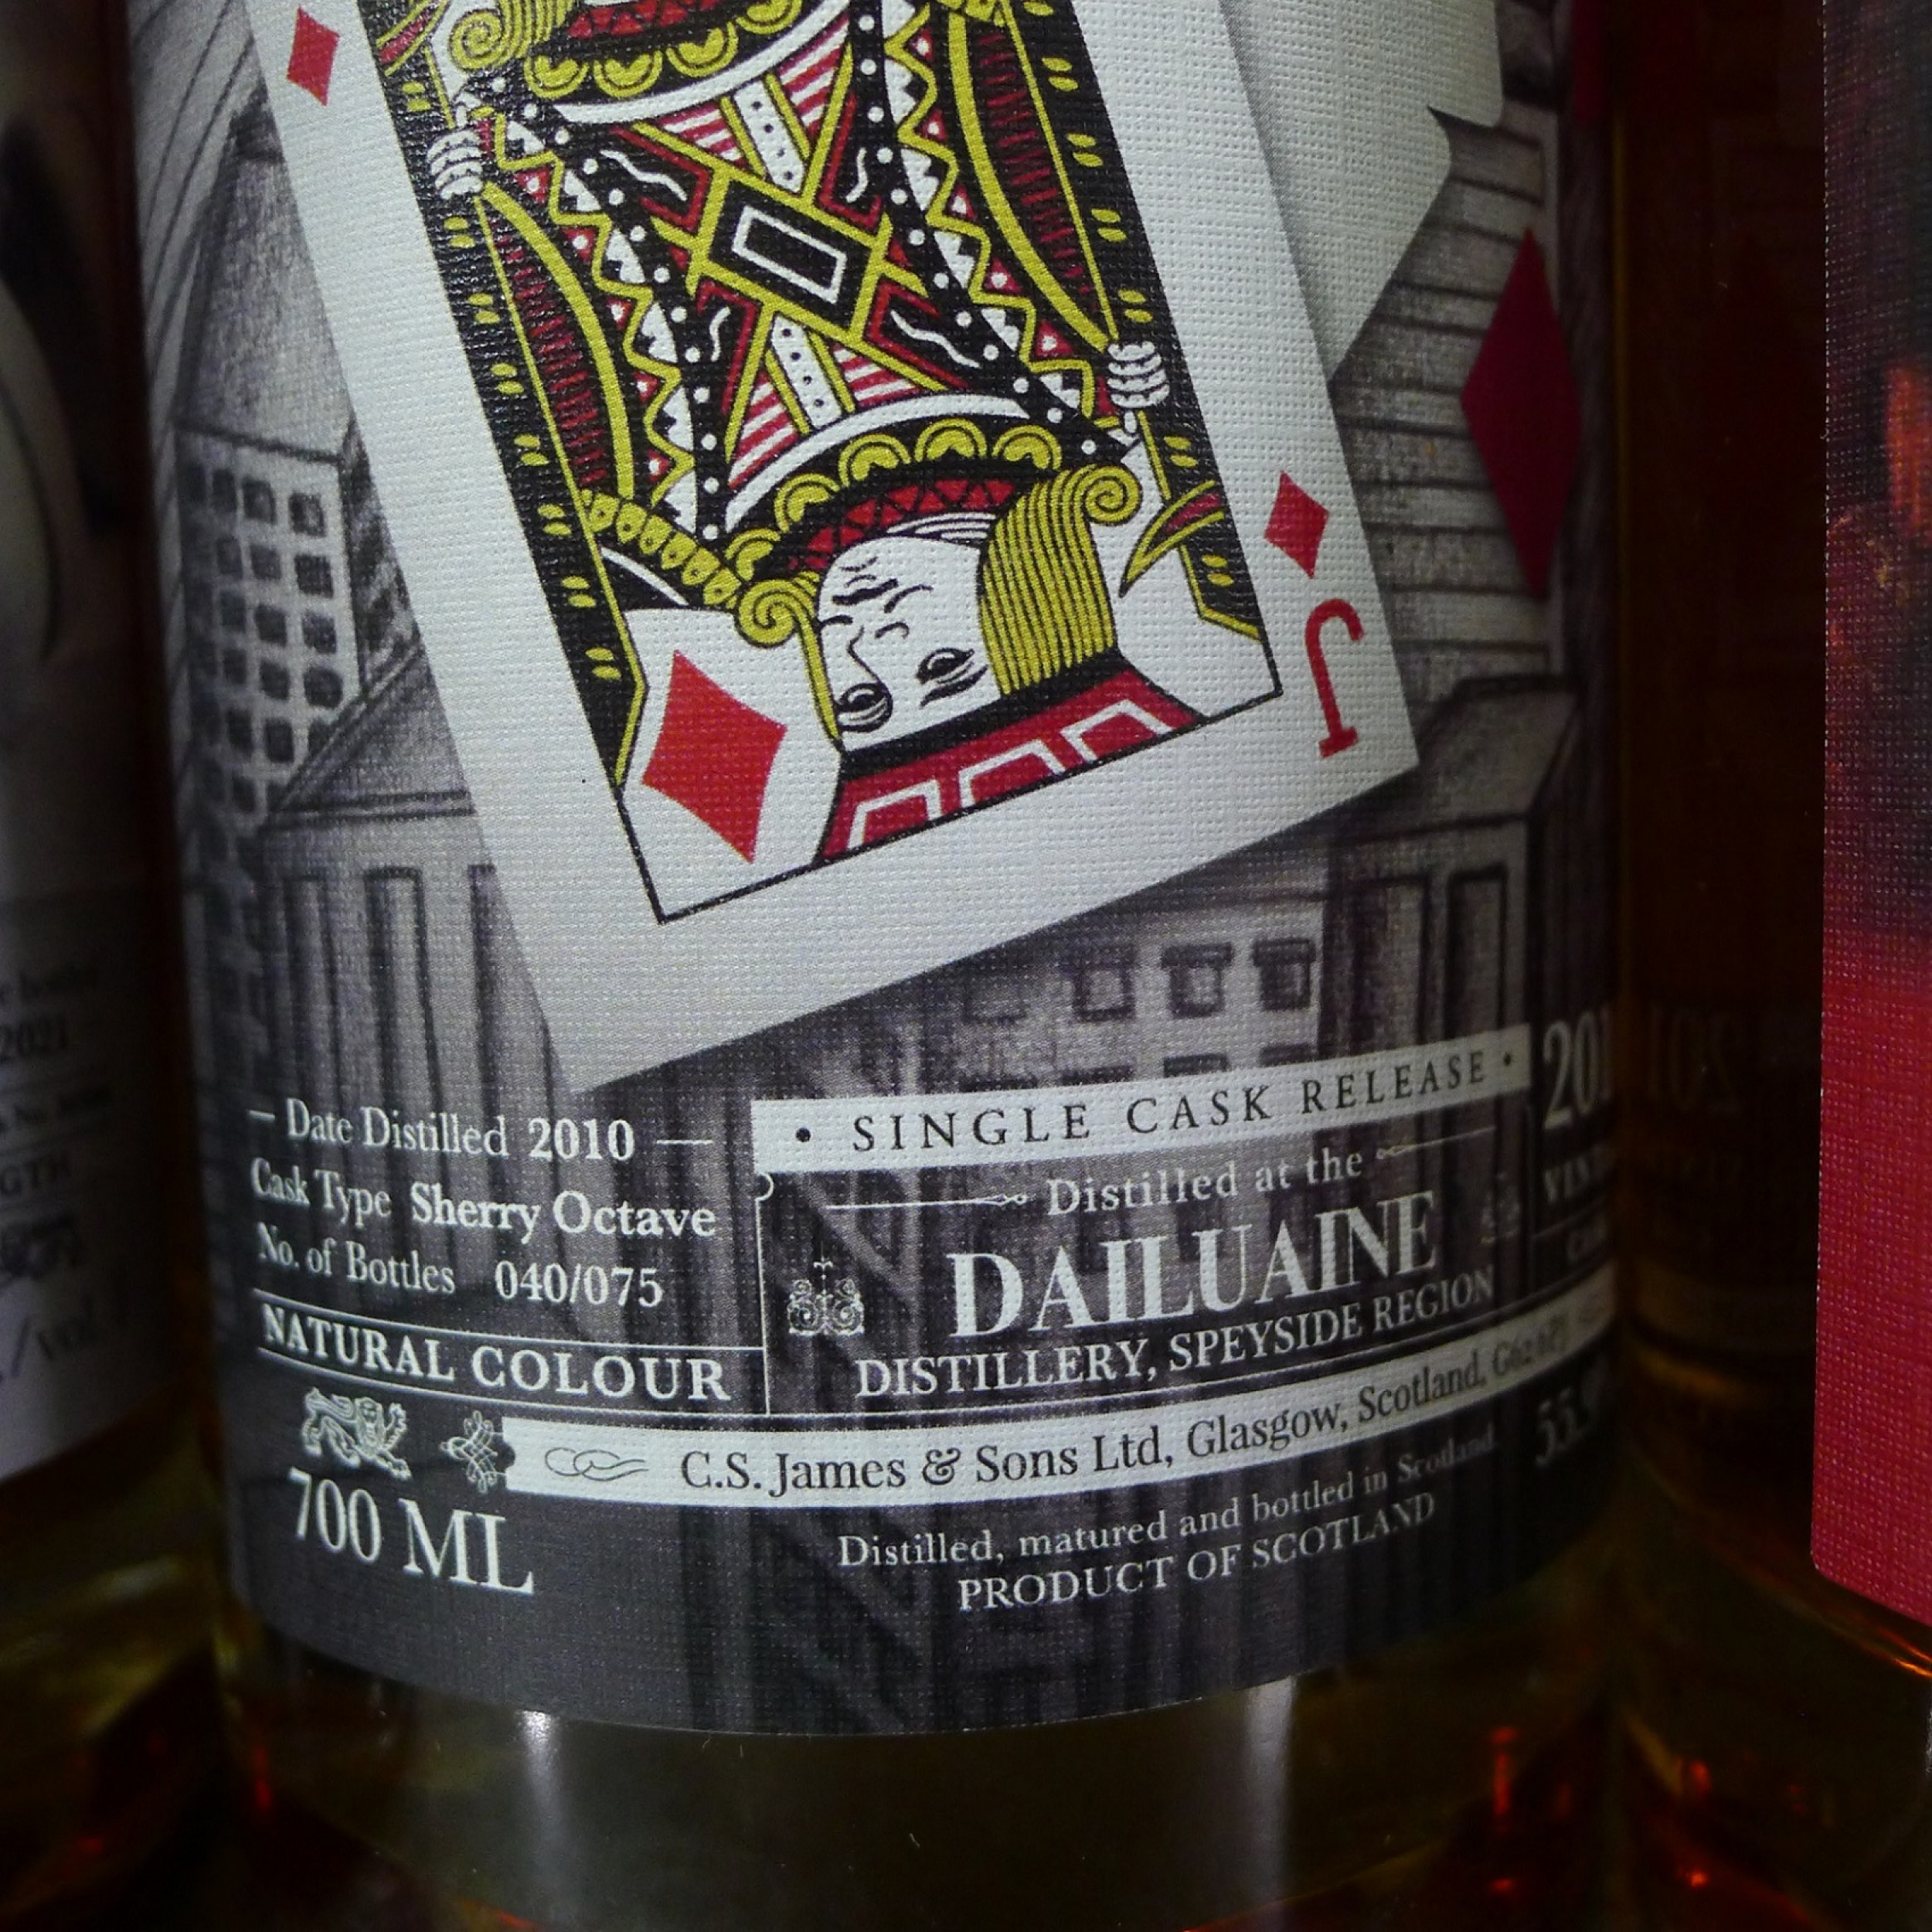 J
— Date Distilled 2010 —
Cask Type Sherry Octave
No. of Bottles 040/075
NATURAL COLOUR
700 ML
• SINGLE CASK RELEASE •
Distilled at the
DAILUAINE
DISTILLERY, SPEYSIDE REGION
C.S. James & Sons Ltd, Glasgow, Scotland,
Distilled, matured and bottled in Scotland
PRODUCT OF SCOTLAND
2021